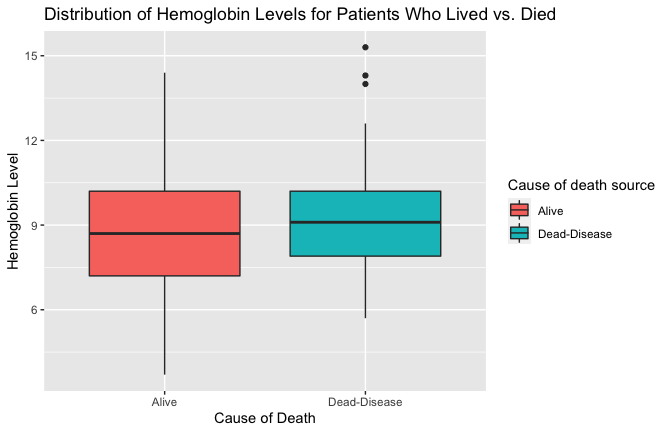 Distribution of Hemoglobin Levels for Patients Who Lived vs. Died
15
12
9
6
Hemoglobin Level
Alive
Dead-Disease
Cause of Death
Cause of death source
Alive
Dead-Disease